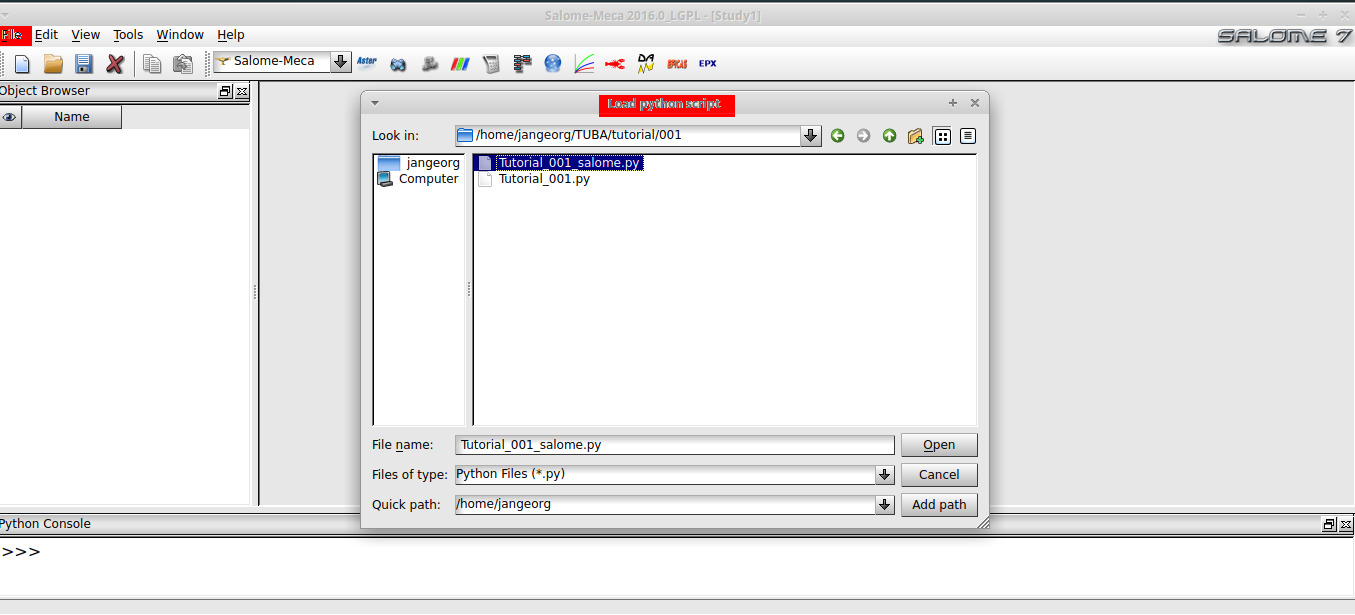 Salome-Meca 2016.0_LGPL - [Study1]
File Edit View Tools Window Help
SALOME 7
Salome-Meca
Aster
EFICAS
EPX
Object Browser
Name
Load python script
Look in: /home/jangeorg/TUBA/tutorial/001
jangeorg
Computer
Tutorial_001_salome.py
Tutorial_001.py
File name: Tutorial_001_salome.py Open
Files of type: Python Files (*.py) Cancel
Quick path: /home/jangeorg Add path
Python Console
>>>